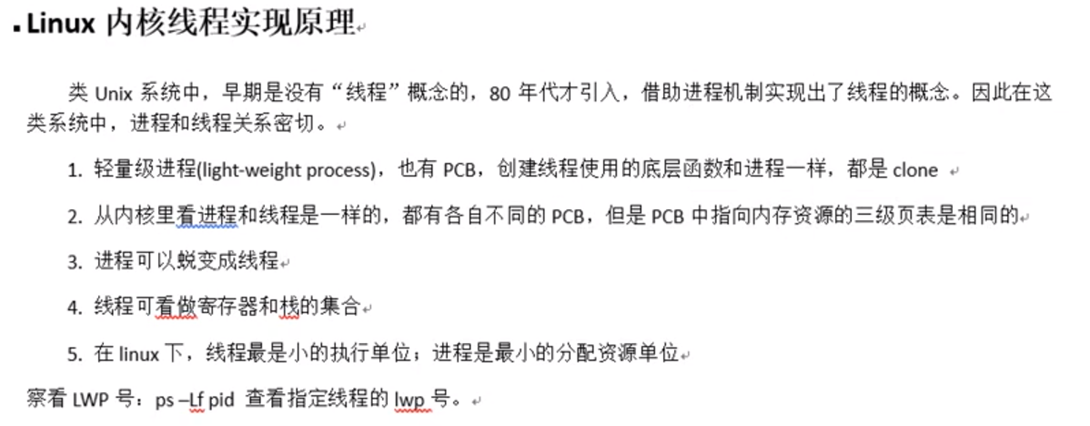 Linux 内核线程实现原理
类 Unix 系统中，早期是没有“线程”概念的，80 年代才引入，借助进程机制实现出了线程的概念。因此在这
类系统中，进程和线程关系密切。
1. 轻量级进程(light-weight process)，也有 PCB，创建线程使用的底层函数和进程一样，都是 clone
2. 从内核里看进程和线程是一样的，都有各自不同的 PCB，但是 PCB 中指向内存资源的三级页表是相同的
3. 进程可以蜕变成线程
4. 线程可看做寄存器和栈的集合
5. 在 linux 下，线程最是小的执行单位；进程是最小的分配资源单位
察看 LWP 号：ps –Lf pid 查看指定线程的 lwp 号。